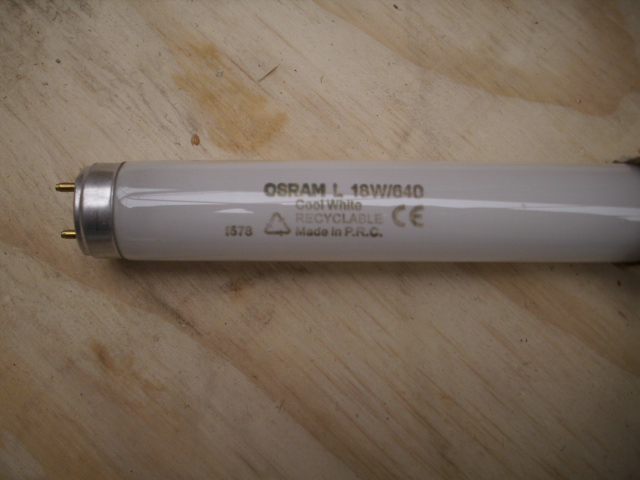 OSRAM L 18W/640
Cool White
RECYCLABLE CE
1578 Made in P.R.C.